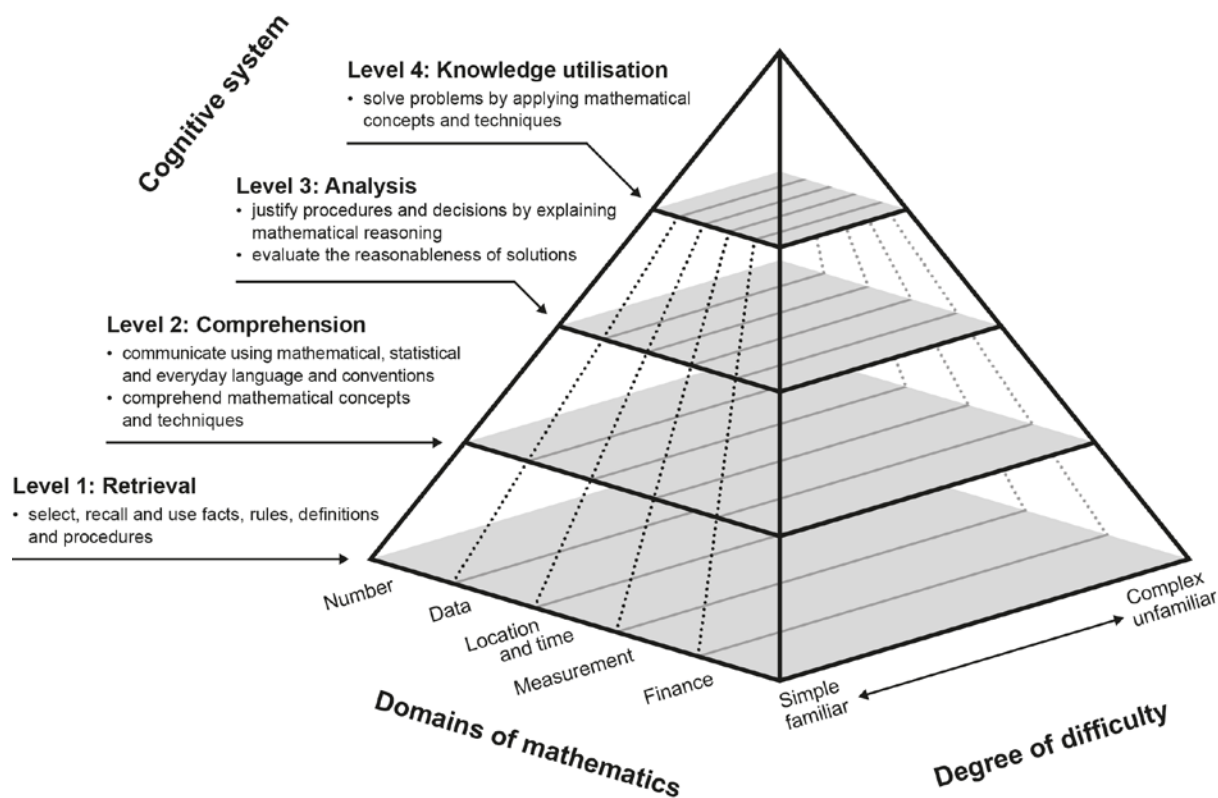 Cognitive system
Level 4: Knowledge utilisation
• solve problems by applying mathematical
concepts and techniques
Level 3: Analysis
• justify procedures and decisions by explaining
mathematical reasoning
• evaluate the reasonableness of solutions
Level 2: Comprehension
• communicate using mathematical, statistical
and everyday language and conventions
• comprehend mathematical concepts
and techniques
Level 1: Retrieval
• select, recall and use facts, rules, definitions
and procedures
Number
Data
Location
and time
Measurement
Finance
Simple
familiar
Complex
unfamiliar
Domains of mathematics
Degree of difficulty